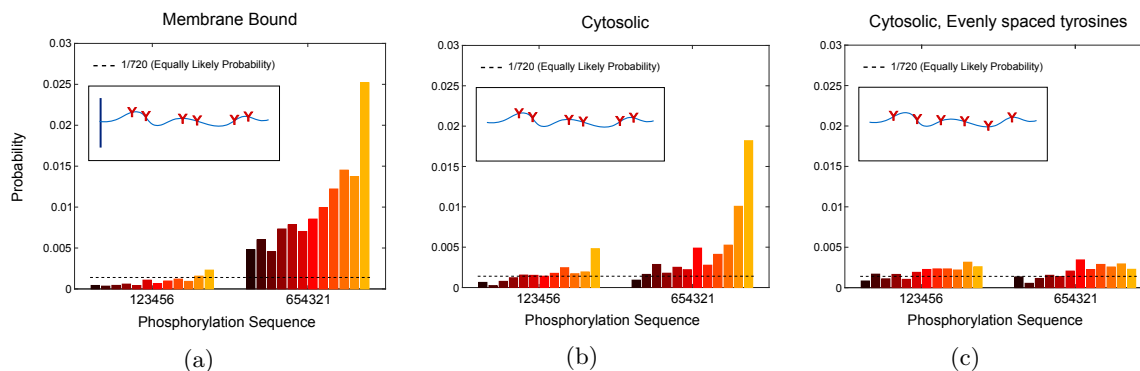 Membrane Bound
0.03
0.025
0.02
0.015
0.01
0.005
0
Probability
1/720 (Equally Likely Probability)
Y Y Y Y Y Y
123456 654321
Phosphorylation Sequence
(a)
Cytosolic
0.03
0.025
0.02
0.015
0.01
0.005
0
1/720 (Equally Likely Probability)
Y Y Y Y Y Y
123456 654321
Phosphorylation Sequence
(b)
Cytosolic, Evenly spaced tyrosines
0.03
0.025
0.02
0.015
0.01
0.005
0
1/720 (Equally Likely Probability)
Y Y Y Y Y Y
123456 654321
Phosphorylation Sequence
(c)